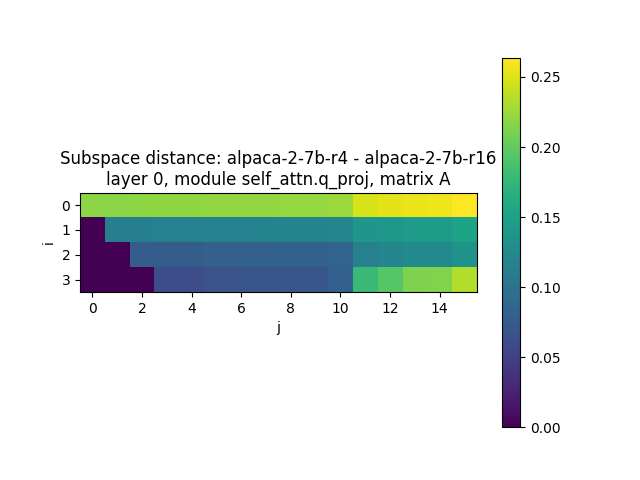 Subspace distance: alpaca-2-7b-r4 - alpaca-2-7b-r16
layer 0, module self_attn.q_proj, matrix A
0
1
2
3
i
0 2 4 6 8 10 12 14
j
0.25
0.20
0.15
0.10
0.05
0.00